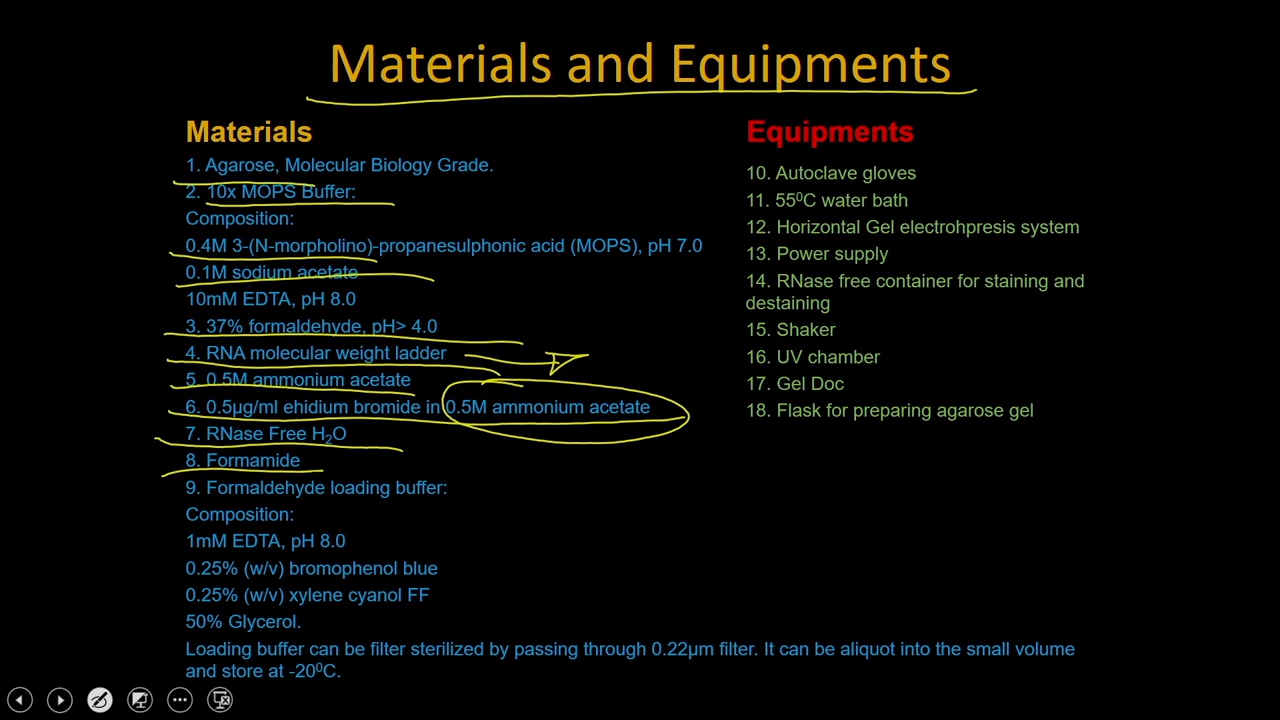 Materials and Equipments
Materials
1. Agarose, Molecular Biology Grade.
2. 10x MOPS Buffer:
Composition:
0.4M 3-(N-morpholino)-propanesulphonic acid (MOPS), pH 7.0
0.1M sodium acetate
10mM EDTA, pH 8.0
3. 37% formaldehyde, pH> 4.0
4. RNA molecular weight ladder
5. 0.5M ammonium acetate
6. 0.5µg/ml ehidium bromide in 0.5M ammonium acetate
7. RNase Free H₂O
8. Formamide
9. Formaldehyde loading buffer:
Composition:
1mM EDTA, pH 8.0
0.25% (w/v) bromophenol blue
0.25% (w/v) xylene cyanol FF
50% Glycerol.
Loading buffer can be filter sterilized by passing through 0.22µm filter. It can be aliquot into the small volume
and store at -20⁰C.
Equipments
10. Autoclave gloves
11. 55⁰C water bath
12. Horizontal Gel electrohpresis system
13. Power supply
14. RNase free container for staining and
destaining
15. Shaker
16. UV chamber
17. Gel Doc
18. Flask for preparing agarose gel